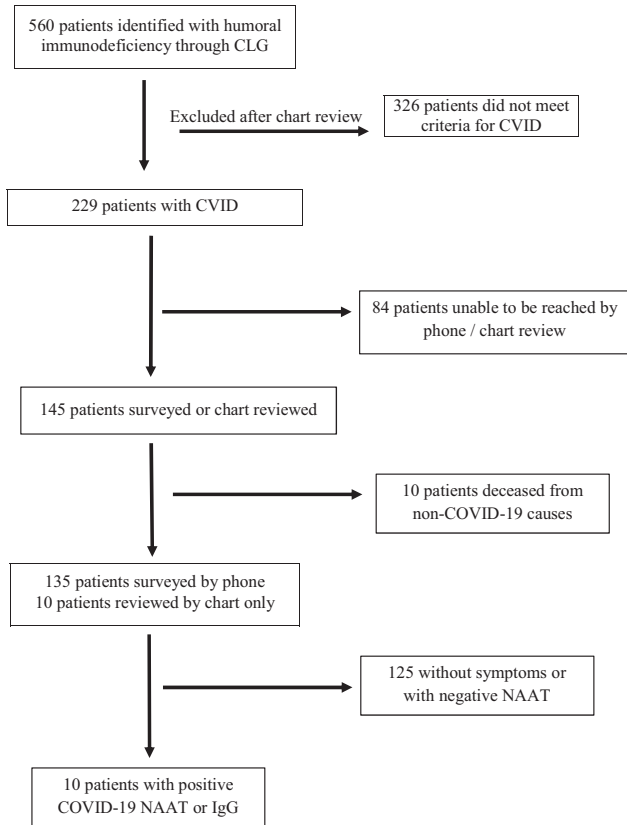 560 patients identified with humoral
immunodeficiency through CLG
Excluded after chart review
326 patients did not meet
criteria for CVID
229 patients with CVID
84 patients unable to be reached by
phone / chart review
145 patients surveyed or chart reviewed
10 patients deceased from
non-COVID-19 causes
135 patients surveyed by phone
10 patients reviewed by chart only
125 without symptoms or
with negative NAAT
10 patients with positive
COVID-19 NAAT or IgG